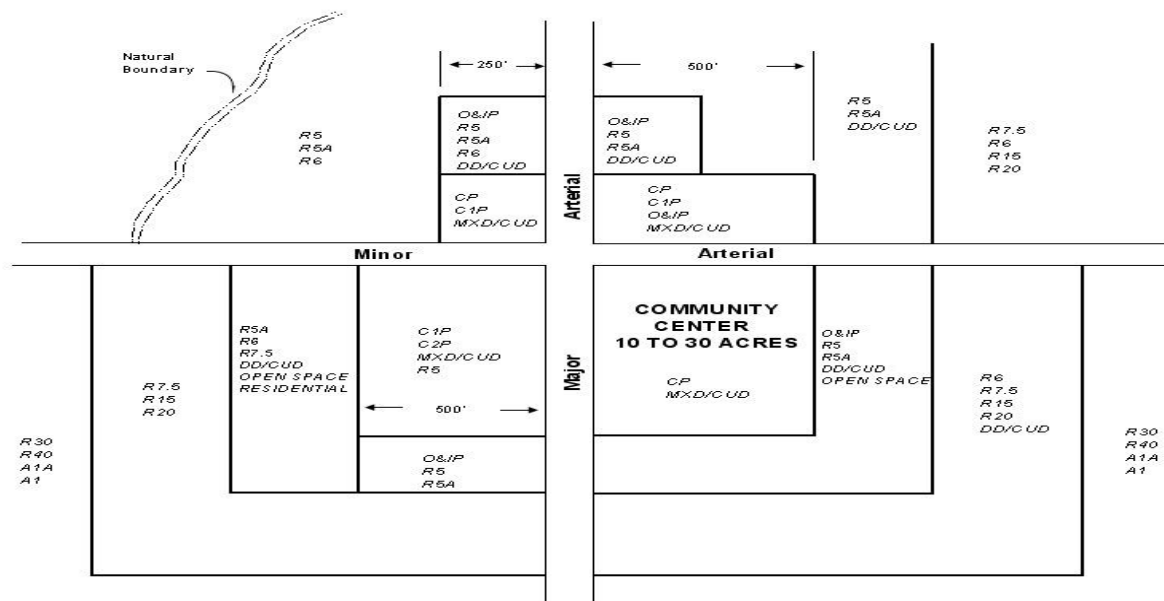 Natural
Boundary
250'
500'
R5
R5A
R6
O&IP
R5
R5A
R6
DD/CUD
CP
C1P
MXD/CUD
Arterial
O&IP
R5
R5A
DD/CUD
CP
C1P
O&IP
MXD/CUD
R5
R5A
DD/CUD
R7.5
R6
R15
R20
Minor
Arterial
R30
R40
A1A
A1
R7.5
R15
R20
R5A
R6
R7.5
DD/CUD
OPEN SPACE
RESIDENTIAL
C1P
C2P
MXD/CUD
R5
500'
O&IP
R5
R5A
Major
COMMUNITY
CENTER
10 TO 30 ACRES
CP
MXD/CUD
O&IP
R5
R5A
DD/CUD
OPEN SPACE
R6
R7.5
R15
R20
DD/CUD
R30
R40
A1A
A1